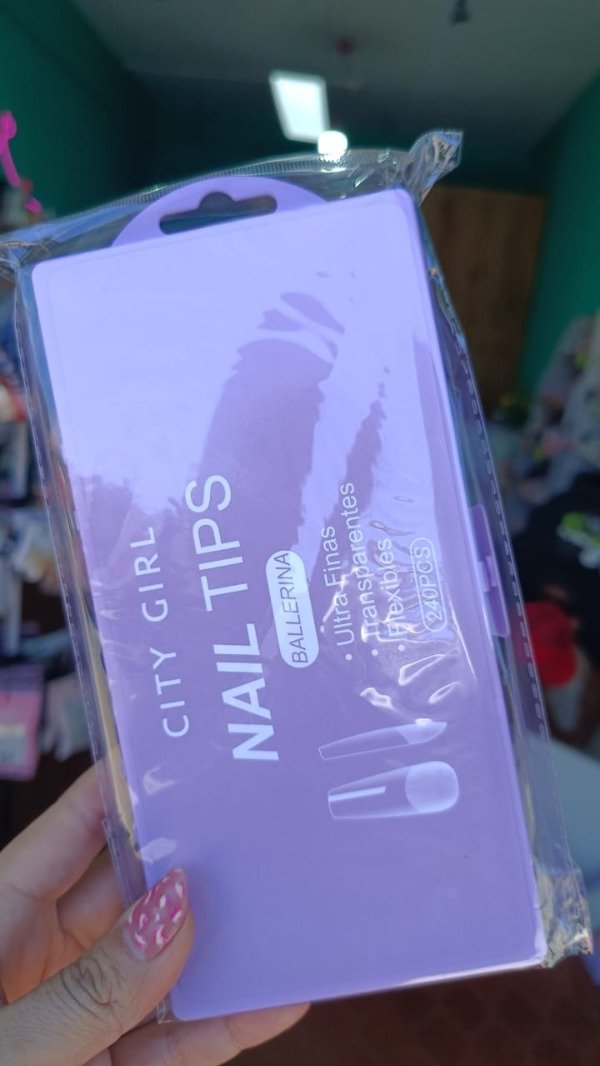 CITY GIRL
NAIL TIPS
BALLERINA
• Ultra Finas
• Transparentes
• Flexibles
240PCS